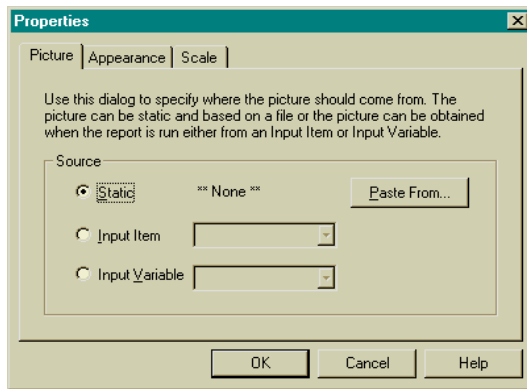 Properties
Picture Appearance Scale
Use this dialog to specify where the picture should come from. The
picture can be static and based on a file or the picture can be obtained
when the report is run either from an Input Item or Input Variable.
Source
Static ** None ** Paste From...
Input Item
Input Variable
OK Cancel Help